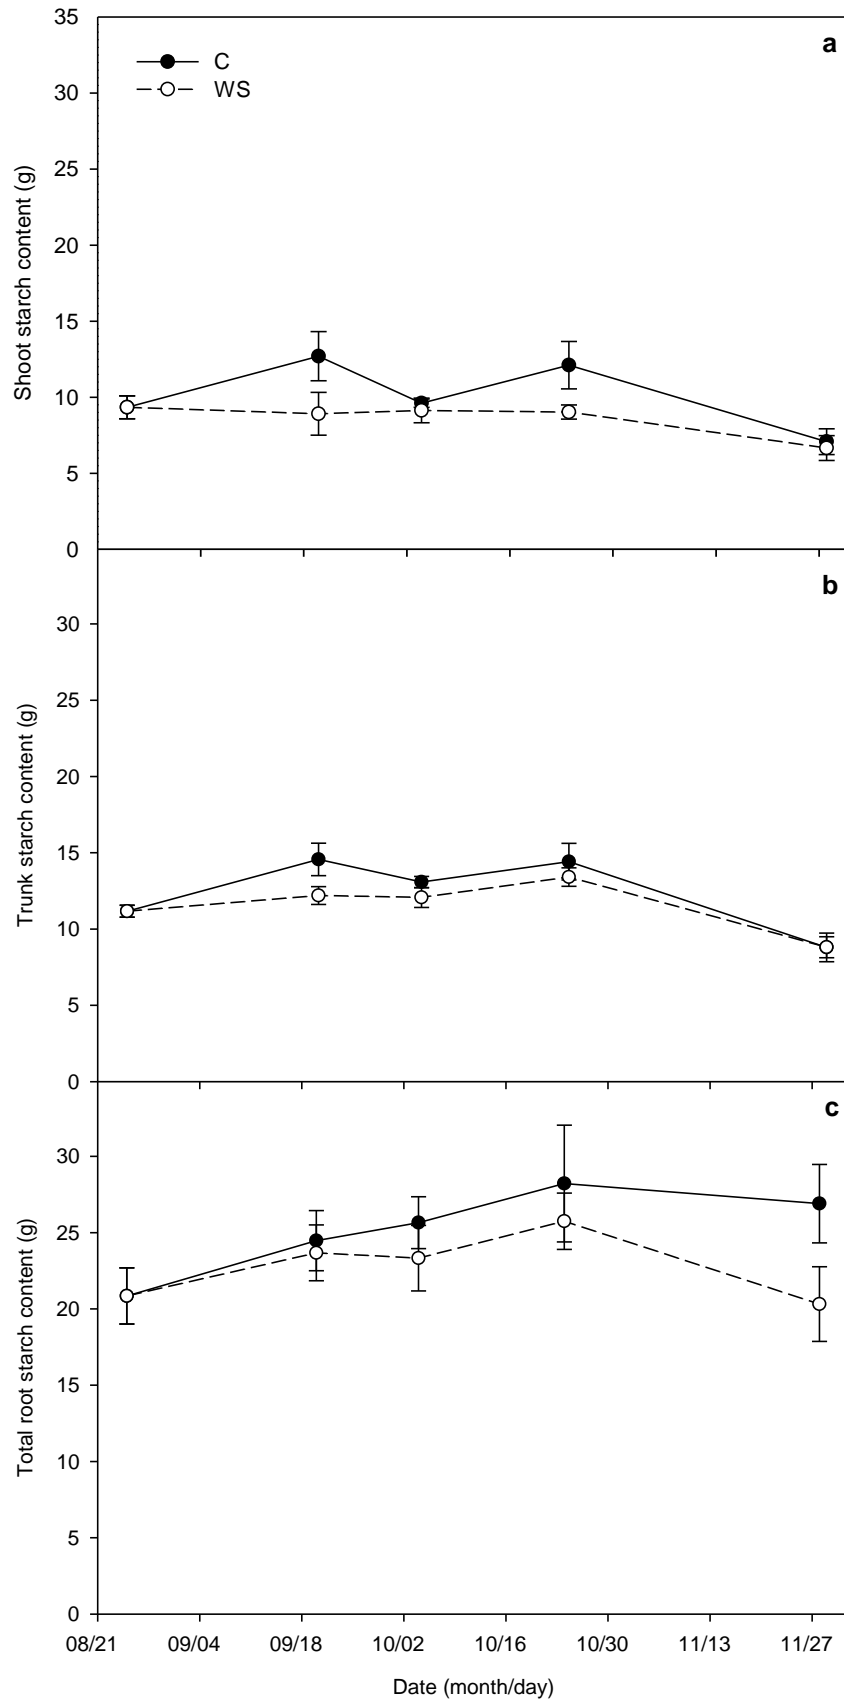 35
a
C
WS
30
25
20
15
10
5
0
Shoot starch content (g)
b
30
25
20
15
10
5
0
Trunk starch content (g)
c
30
25
20
15
10
5
0
Total root starch content (g)
08/21 09/04 09/18 10/02 10/16 10/30 11/13 11/27
Date (month/day)